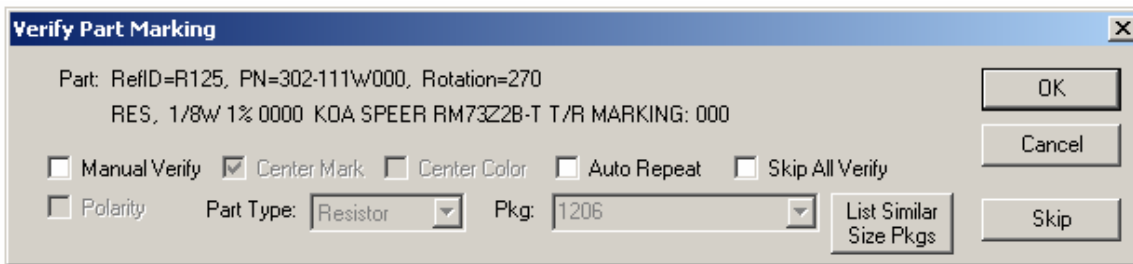 Verify Part Marking
Part: RefID=R125, PN=302-111W000, Rotation=270
RES, 1/8W 1% 0000 KOA SPEER RM73Z2B-T T/R MARKING: 000
OK
Cancel
Manual Verify Center Mark Center Color Auto Repeat Skip All Verify
Polarity Part Type: Resistor Pkg: 1206
List Similar
Size Pkgs
Skip